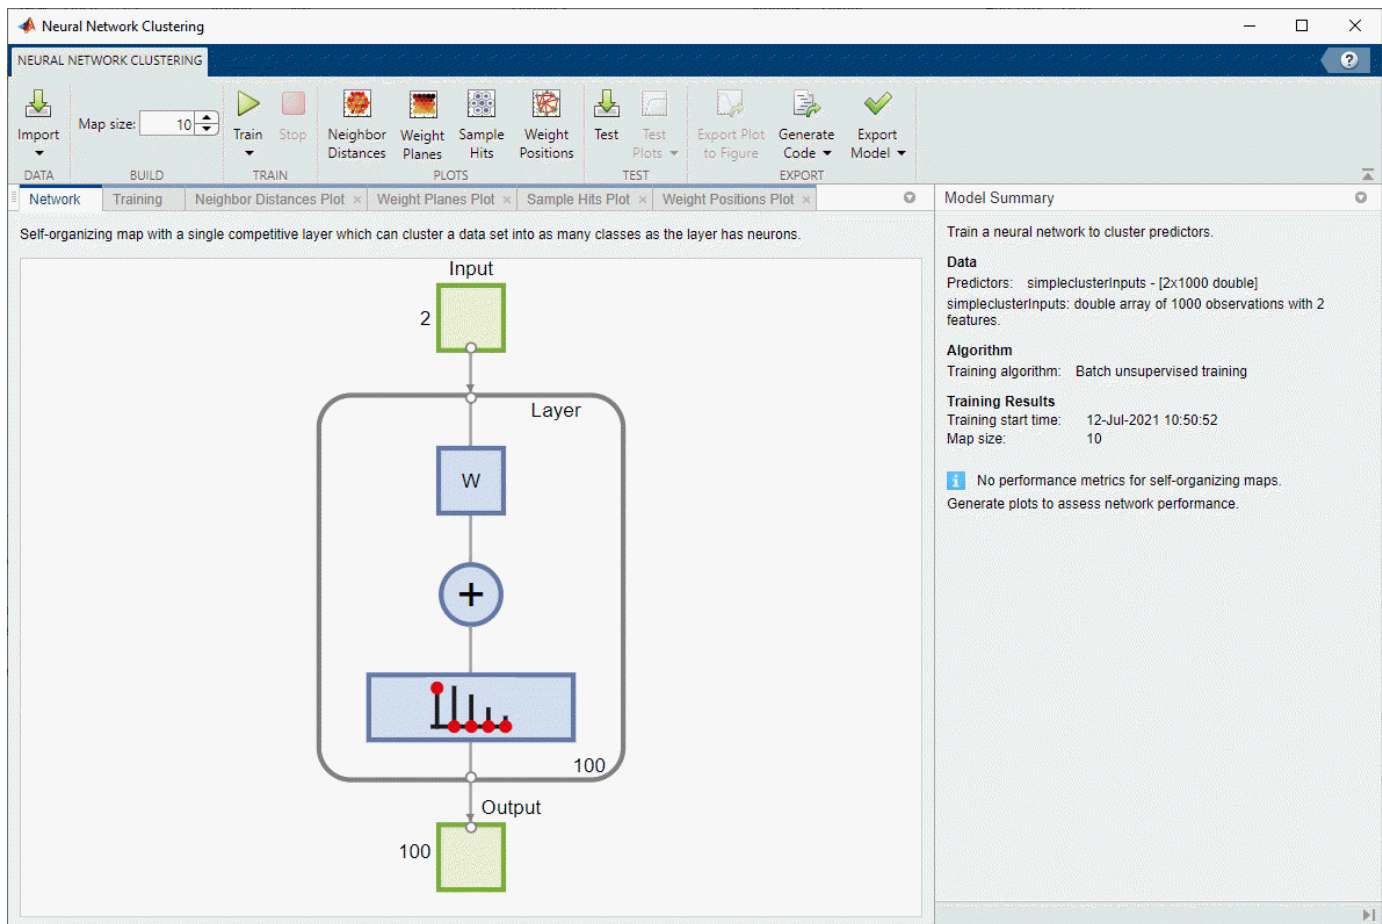 Neural Network Clustering
NEURAL NETWORK CLUSTERING
?
Import
Map size: 10
Train
Stop
Neighbor Distances
Weight Planes
Sample Hits
Weight Positions
Test
Test Plots
Export Plot to Figure
Generate Code
Export Model
DATA
BUILD
TRAIN
PLOTS
TEST
EXPORT
Network
Training
Neighbor Distances Plot ×
Weight Planes Plot ×
Sample Hits Plot ×
Weight Positions Plot ×
Self-organizing map with a single competitive layer which can cluster a data set into as many classes as the layer has neurons.
Input
2
Layer
W
+
100
Output
100
Model Summary
Train a neural network to cluster predictors.
Data
Predictors: simpleclusterInputs - [2x1000 double]
simpleclusterInputs: double array of 1000 observations with 2
features.
Algorithm
Training algorithm: Batch unsupervised training
Training Results
Training start time: 12-Jul-2021 10:50:52
Map size: 10
i No performance metrics for self-organizing maps.
Generate plots to assess network performance.